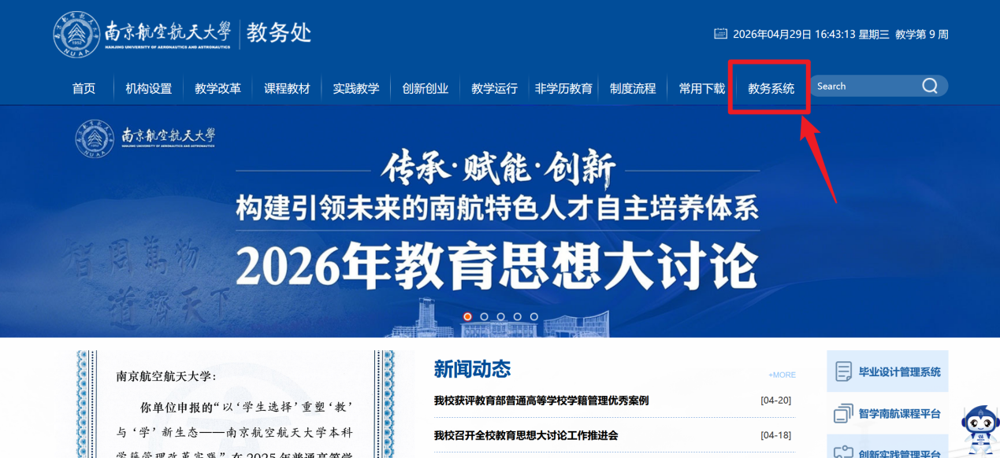 南京航空航天大學
NANJING UNIVERSITY OF AERONAUTICS AND ASTRONAUTICS
1952
NUAA
教务处
2026年04月29日 16:43:13 星期三 教学第 9 周
首页 机构设置 教学改革 课程教材 实践教学 创新创业 教学运行 非学历教育 制度流程 常用下载 教务系统 Search
南京航空航天大學
NANJING UNIVERSITY OF AERONAUTICS AND ASTRONAUTICS
1952
NUAA
传承·赋能·创新
构建引领未来的南航特色人才自主培养体系
2026年教育思想大讨论
智周萬物
道濟天下
南京航空航天大学：
你单位申报的“以‘学生选择’重塑‘教’
与‘学’新生态——南京航空航天大学本科
学籍管理改革实践”在2025年普通高等学
新闻动态
+MORE
我校获评教育部普通高等学校学籍管理优秀案例 [04-20]
我校召开全校教育思想大讨论工作推进会 [04-18]
毕业设计管理系统
智学南航课程平台
创新实践管理平台